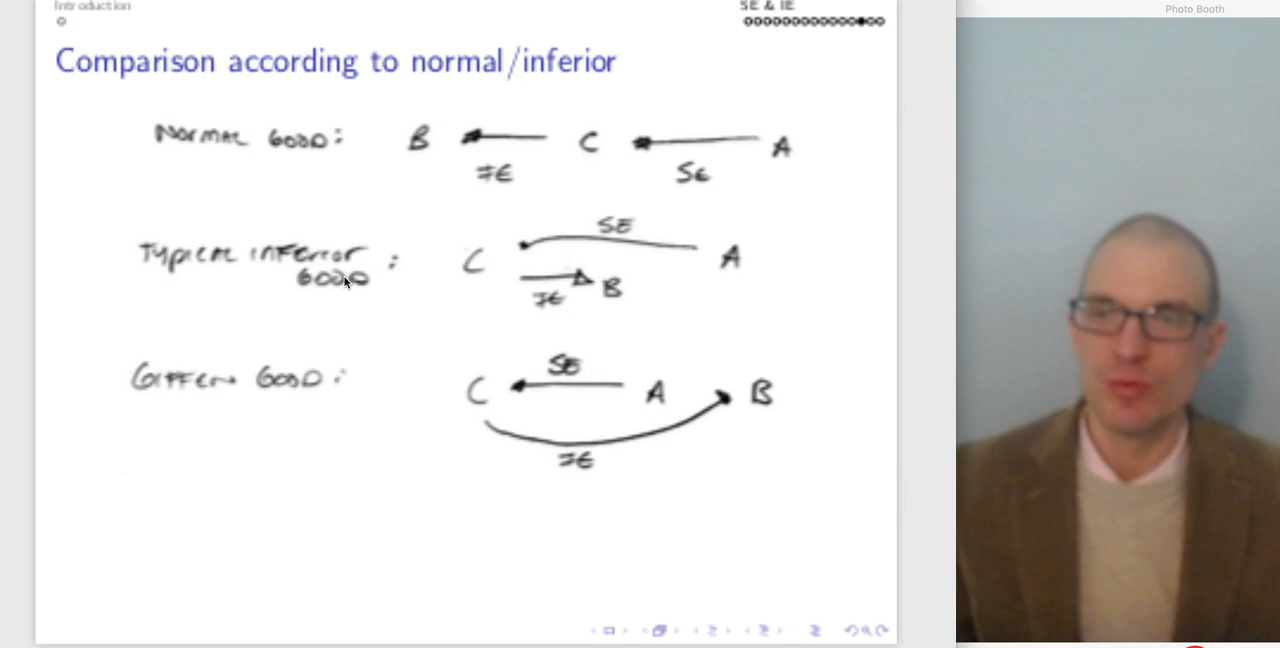 Introduction
SE & IE
Photo Booth
Comparison according to normal/inferior
NORMAL GOOD: B C A
IE SE
SE
TYPICAL INFERIOR : C A
GOOD
IE B
SE
GIFFEN GOOD: C A B
IE